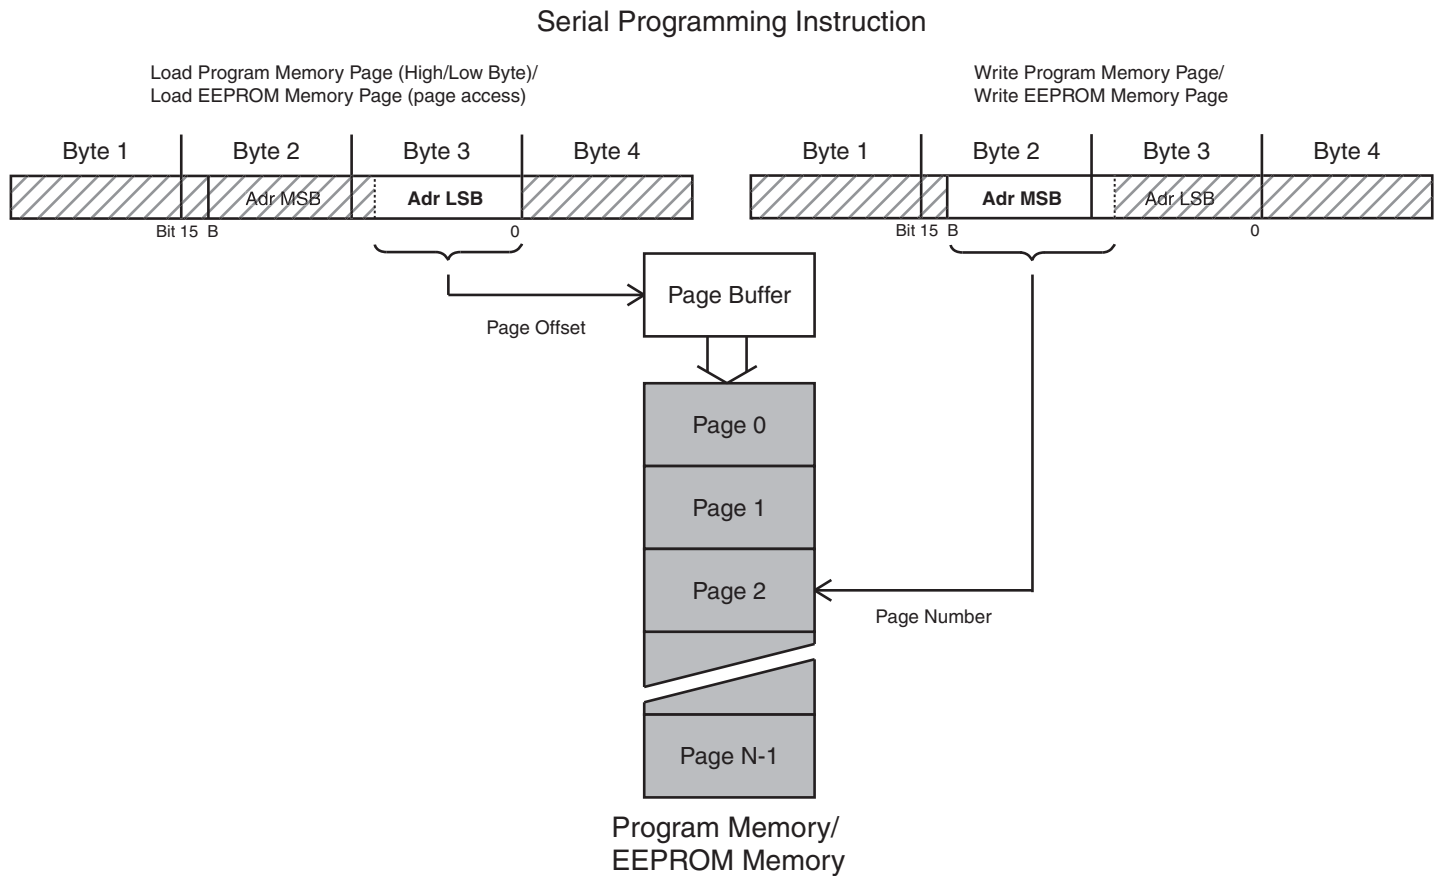 Serial Programming Instruction
Load Program Memory Page (High/Low Byte)/
Load EEPROM Memory Page (page access)
Write Program Memory Page/
Write EEPROM Memory Page
Byte 1 Byte 2 Byte 3 Byte 4
Adr MSB Adr LSB
Bit 15 B 0
Byte 1 Byte 2 Byte 3 Byte 4
Adr MSB Adr LSB
Bit 15 B 0
Page Buffer
Page Offset
Page 0
Page 1
Page 2
Page Number
Page N-1
Program Memory/
EEPROM Memory